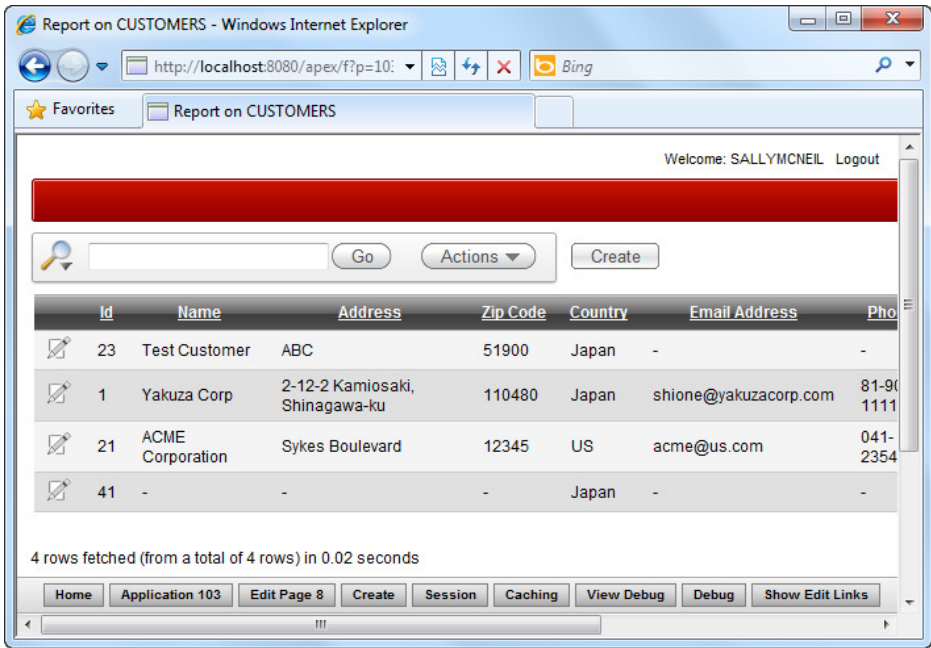 Report on CUSTOMERS - Windows Internet Explorer
http://localhost:8080/apex/f?p=103
Bing
Favorites
Report on CUSTOMERS
Welcome: SALLYMCNEIL Logout
Go Actions Create
Id Name Address Zip Code Country Email Address Pho
23 Test Customer ABC 51900 Japan - -
1 Yakuza Corp 2-12-2 Kamiosaki, Shinagawa-ku 110480 Japan shione@yakuzacorp.com 81-90 1111
21 ACME Corporation Sykes Boulevard 12345 US acme@us.com 041- 2354
41 - - - Japan - -
4 rows fetched (from a total of 4 rows) in 0.02 seconds
Home Application 103 Edit Page 8 Create Session Caching View Debug Debug Show Edit Links